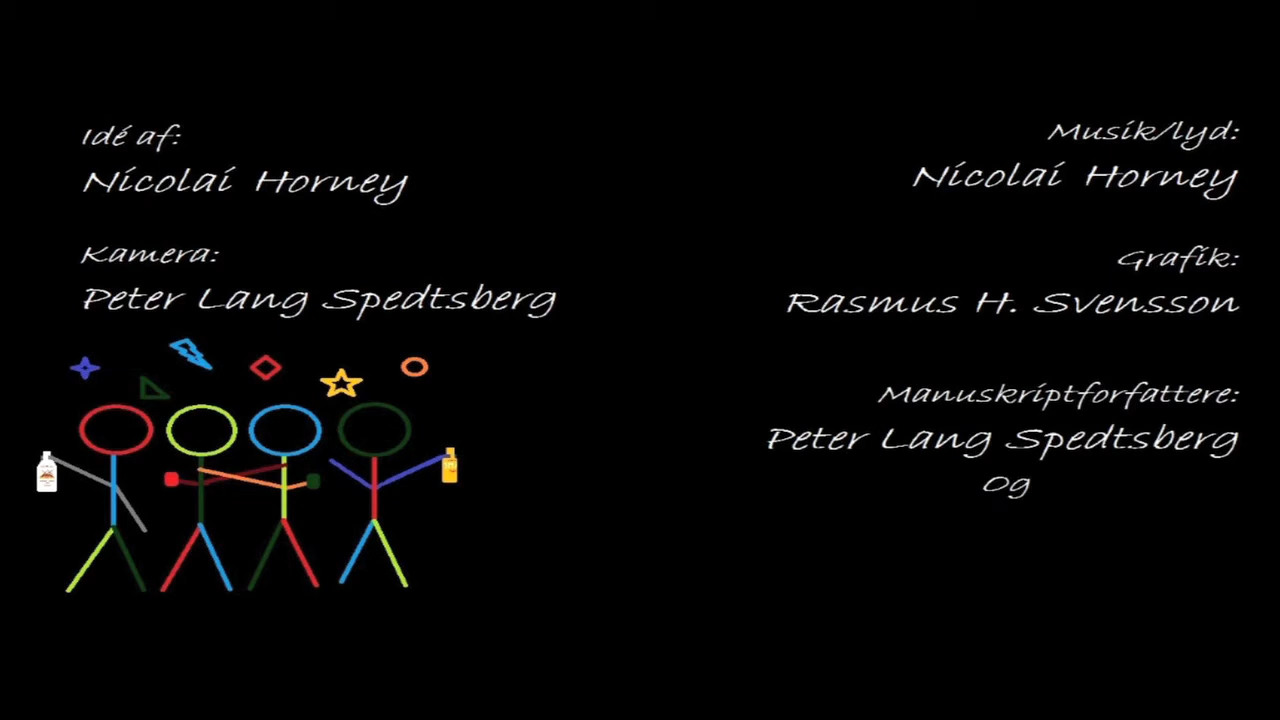 Idé af:
Nicolai Horney
Kamera:
Peter Lang Spedtsberg
Musik/lyd:
Nicolai Horney
Grafik:
Rasmus H. Svensson
Manuskriptforfattere:
Peter Lang Spedtsberg
Og